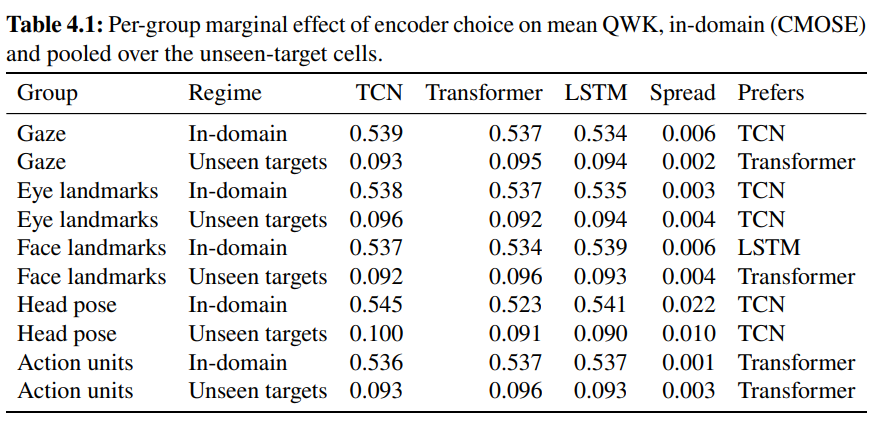 Table 4.1: Per-group marginal effect of encoder choice on mean QWK, in-domain (CMOSE)
and pooled over the unseen-target cells.
Group Regime TCN Transformer LSTM Spread Prefers
Gaze In-domain 0.539 0.537 0.534 0.006 TCN
Gaze Unseen targets 0.093 0.095 0.094 0.002 Transformer
Eye landmarks In-domain 0.538 0.537 0.535 0.003 TCN
Eye landmarks Unseen targets 0.096 0.092 0.094 0.004 TCN
Face landmarks In-domain 0.537 0.534 0.539 0.006 LSTM
Face landmarks Unseen targets 0.092 0.096 0.093 0.004 Transformer
Head pose In-domain 0.545 0.523 0.541 0.022 TCN
Head pose Unseen targets 0.100 0.091 0.090 0.010 TCN
Action units In-domain 0.536 0.537 0.537 0.001 Transformer
Action units Unseen targets 0.093 0.096 0.093 0.003 Transformer